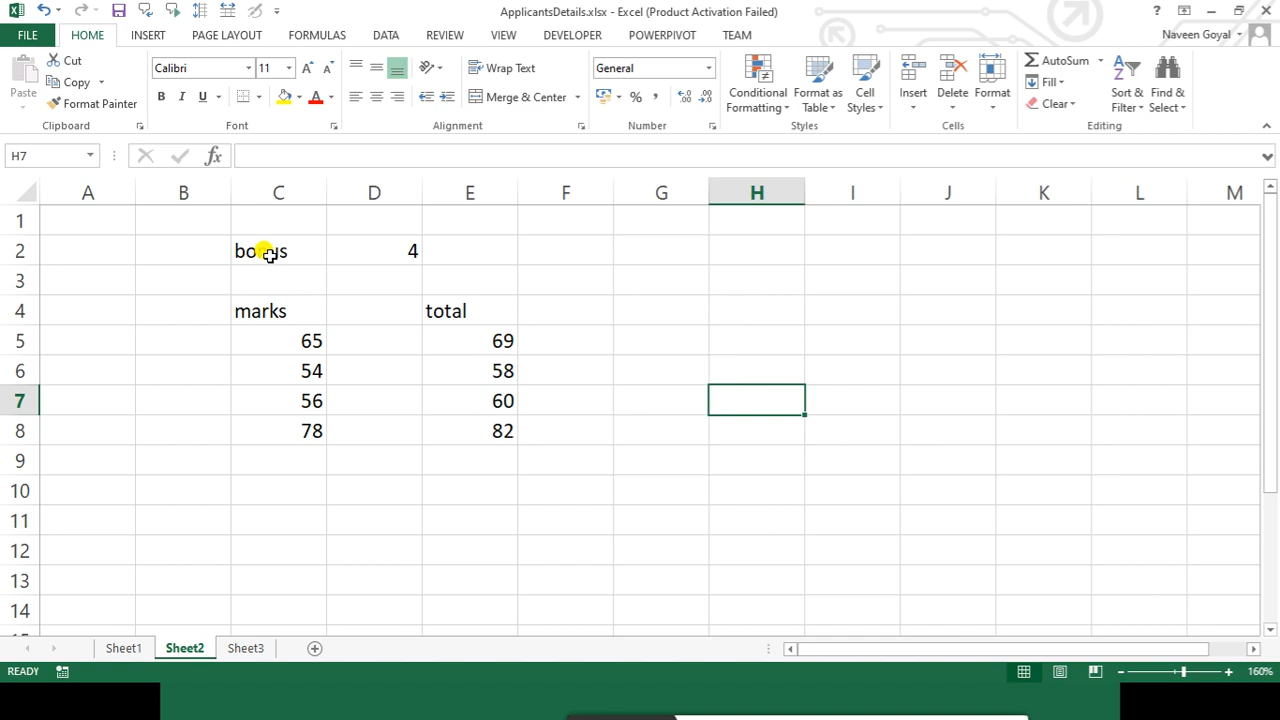 ApplicantsDetails.xlsx - Excel (Product Activation Failed)
FILE HOME INSERT PAGE LAYOUT FORMULAS DATA REVIEW VIEW DEVELOPER POWERPIVOT TEAM Naveen Goyal
Paste
Cut
Copy
Format Painter
Clipboard
Calibri 11
B I U
Font
Wrap Text
Merge & Center
Alignment
General
%
Number
Conditional Formatting
Format as Table
Cell Styles
Styles
Insert
Delete
Format
Cells
AutoSum
Fill
Clear
Sort & Filter
Find & Select
Editing
H7 fx
A B C D E F G H I J K L M
1
2 bonus 4
3
4 marks total
5 65 69
6 54 58
7 56 60
8 78 82
9
10
11
12
13
14
Sheet1 Sheet2 Sheet3
READY 160%